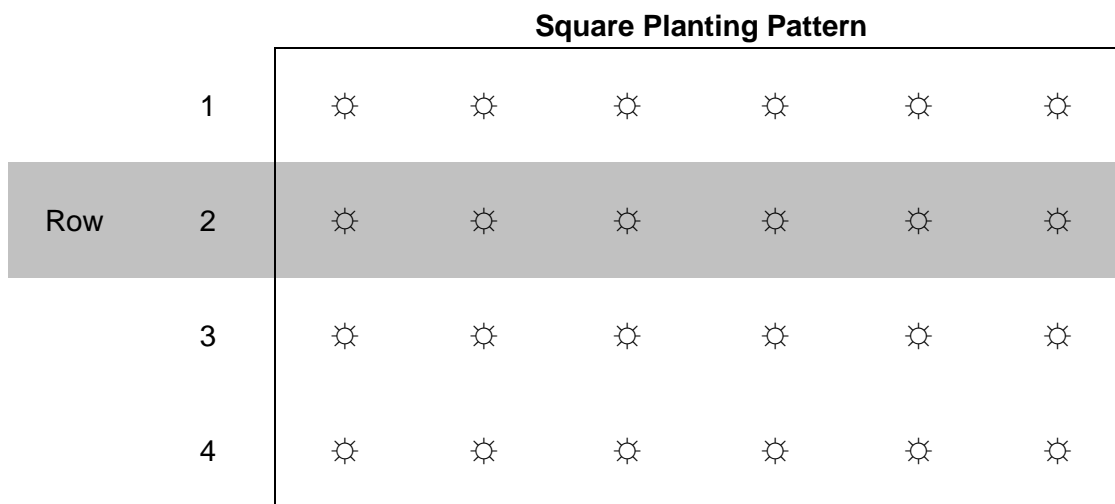 Square Planting Pattern
1 ☼ ☼ ☼ ☼ ☼ ☼
Row 2 ☼ ☼ ☼ ☼ ☼ ☼
3 ☼ ☼ ☼ ☼ ☼ ☼
4 ☼ ☼ ☼ ☼ ☼ ☼